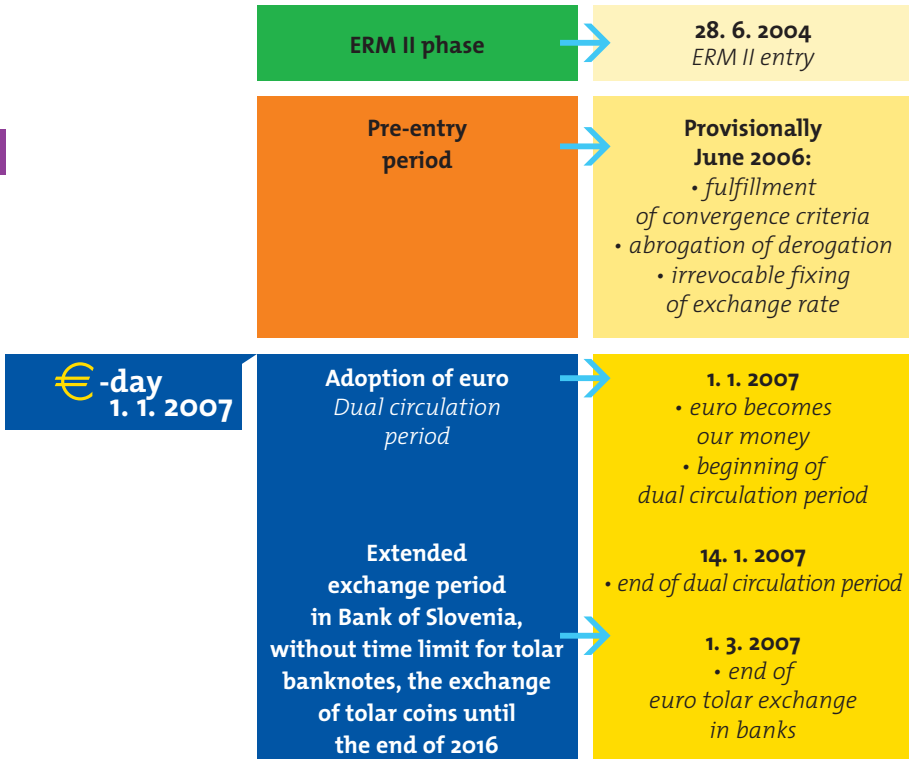 ERM II phase
28. 6. 2004
ERM II entry
Pre-entry
period
Provisionally
June 2006:
• fulfillment
of convergence criteria
• abrogation of derogation
• irrevocable fixing
of exchange rate
€-day
1. 1. 2007
Adoption of euro
Dual circulation
period
1. 1. 2007
• euro becomes
our money
• beginning of
dual circulation period
14. 1. 2007
• end of dual circulation period
Extended
exchange period
in Bank of Slovenia,
without time limit for tolar
banknotes, the exchange
of tolar coins until
the end of 2016
1. 3. 2007
• end of
euro tolar exchange
in banks